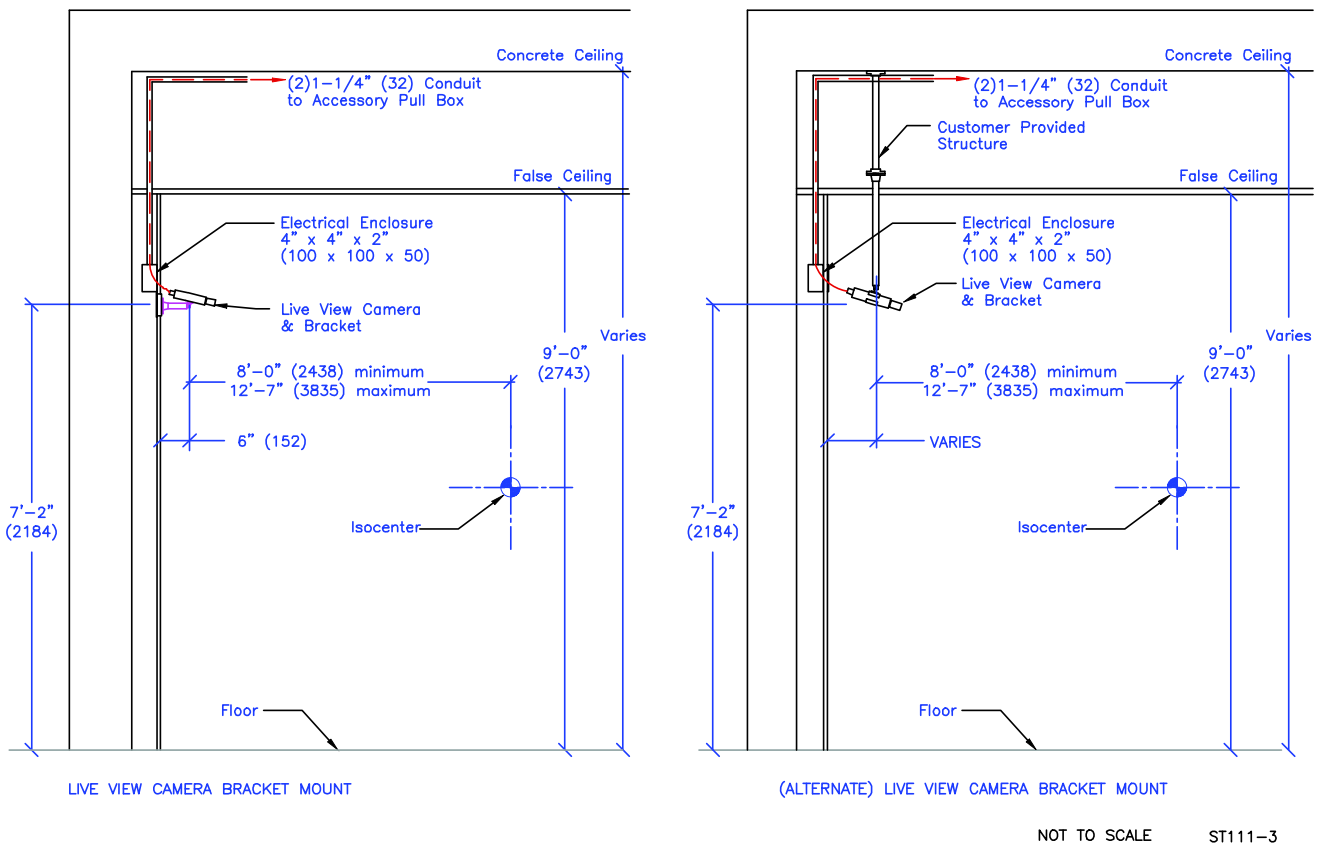 Concrete Ceiling
(2)1-1/4" (32) Conduit
to Accessory Pull Box
False Ceiling
Electrical Enclosure
4" x 4" x 2"
(100 x 100 x 50)
Live View Camera
& Bracket
Varies
9'-0"
(2743)
8'-0" (2438) minimum
12'-7" (3835) maximum
6" (152)
7'-2"
(2184)
Isocenter
Floor
LIVE VIEW CAMERA BRACKET MOUNT
Concrete Ceiling
(2)1-1/4" (32) Conduit
to Accessory Pull Box
Customer Provided
Structure
False Ceiling
Electrical Enclosure
4" x 4" x 2"
(100 x 100 x 50)
Live View Camera
& Bracket
Varies
9'-0"
(2743)
8'-0" (2438) minimum
12'-7" (3835) maximum
VARIES
7'-2"
(2184)
Isocenter
Floor
(ALTERNATE) LIVE VIEW CAMERA BRACKET MOUNT
NOT TO SCALE
ST111-3